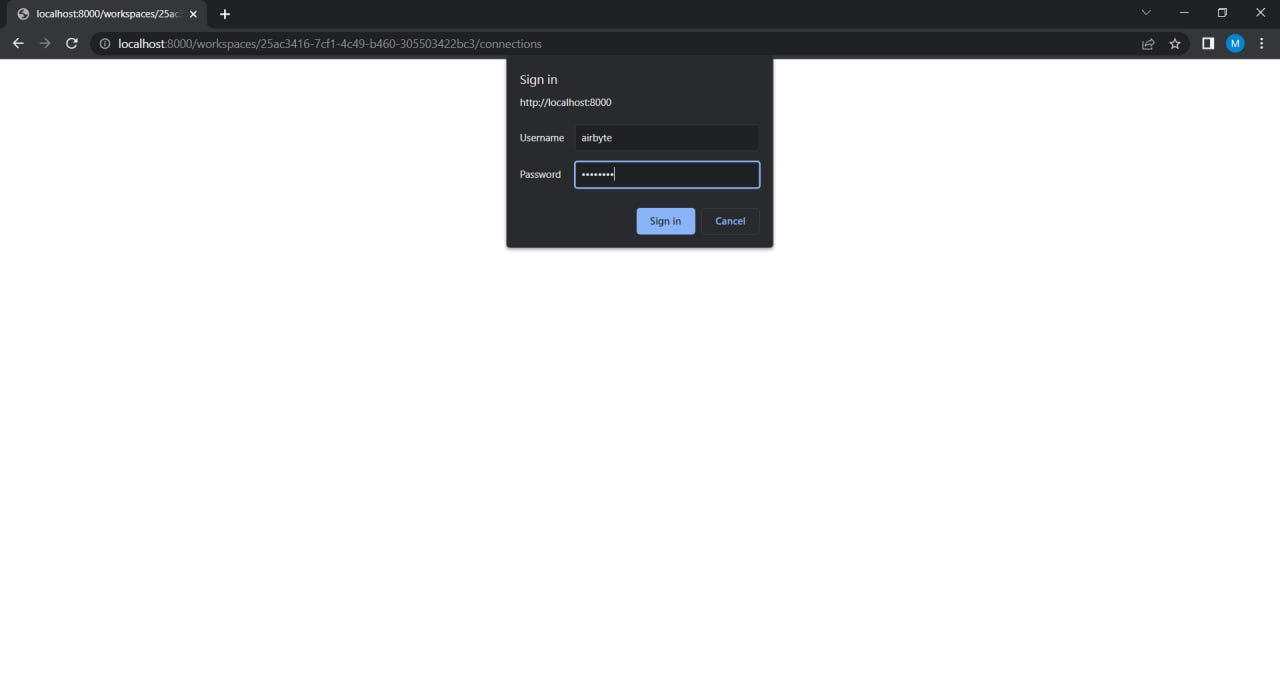 localhost:8000/workspaces/25ac3
localhost:8000/workspaces/25ac3416-7cf1-4c49-b460-305503422bc3/connections
M
Sign in
http://localhost:8000
Username airbyte
Password ••••••••
Sign in Cancel